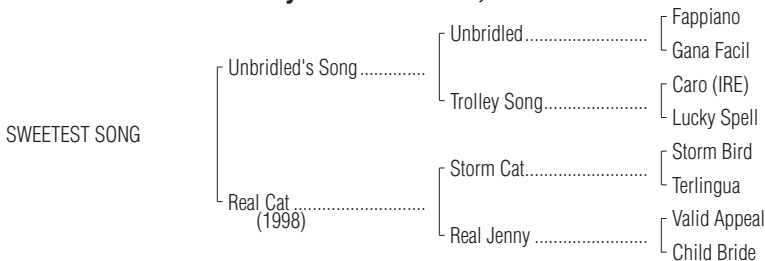 Fappiano
Unbridled
Gana Facil
Unbridled's Song
Caro (IRE)
Trolley Song
Lucky Spell
SWEETEST SONG
Storm Bird
Storm Cat
Terlingua
Real Cat
(1998)
Valid Appeal
Real Jenny
Child Bride